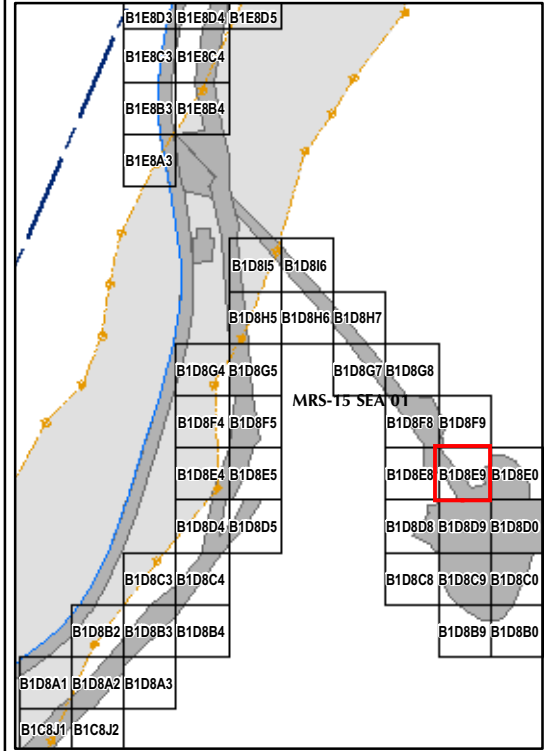 B1E8D3 B1E8D4 B1E8D5
B1E8C3 B1E8C4
B1E8B3 B1E8B4
B1E8A3
B1D8I5 B1D8I6
B1D8H5 B1D8H6 B1D8H7
B1D8G4 B1D8G5 B1D8G7 B1D8G8
MRS-15 SEA 01
B1D8F4 B1D8F5 B1D8F8 B1D8F9
B1D8E4 B1D8E5 B1D8E8 B1D8E9 B1D8E0
B1D8D4 B1D8D5 B1D8D8 B1D8D9 B1D8D0
B1D8C3 B1D8C4 B1D8C8 B1D8C9 B1D8C0
B1D8B2 B1D8B3 B1D8B4 B1D8B9 B1D8B0
B1D8A1 B1D8A2 B1D8A3
B1C8J1 B1C8J2